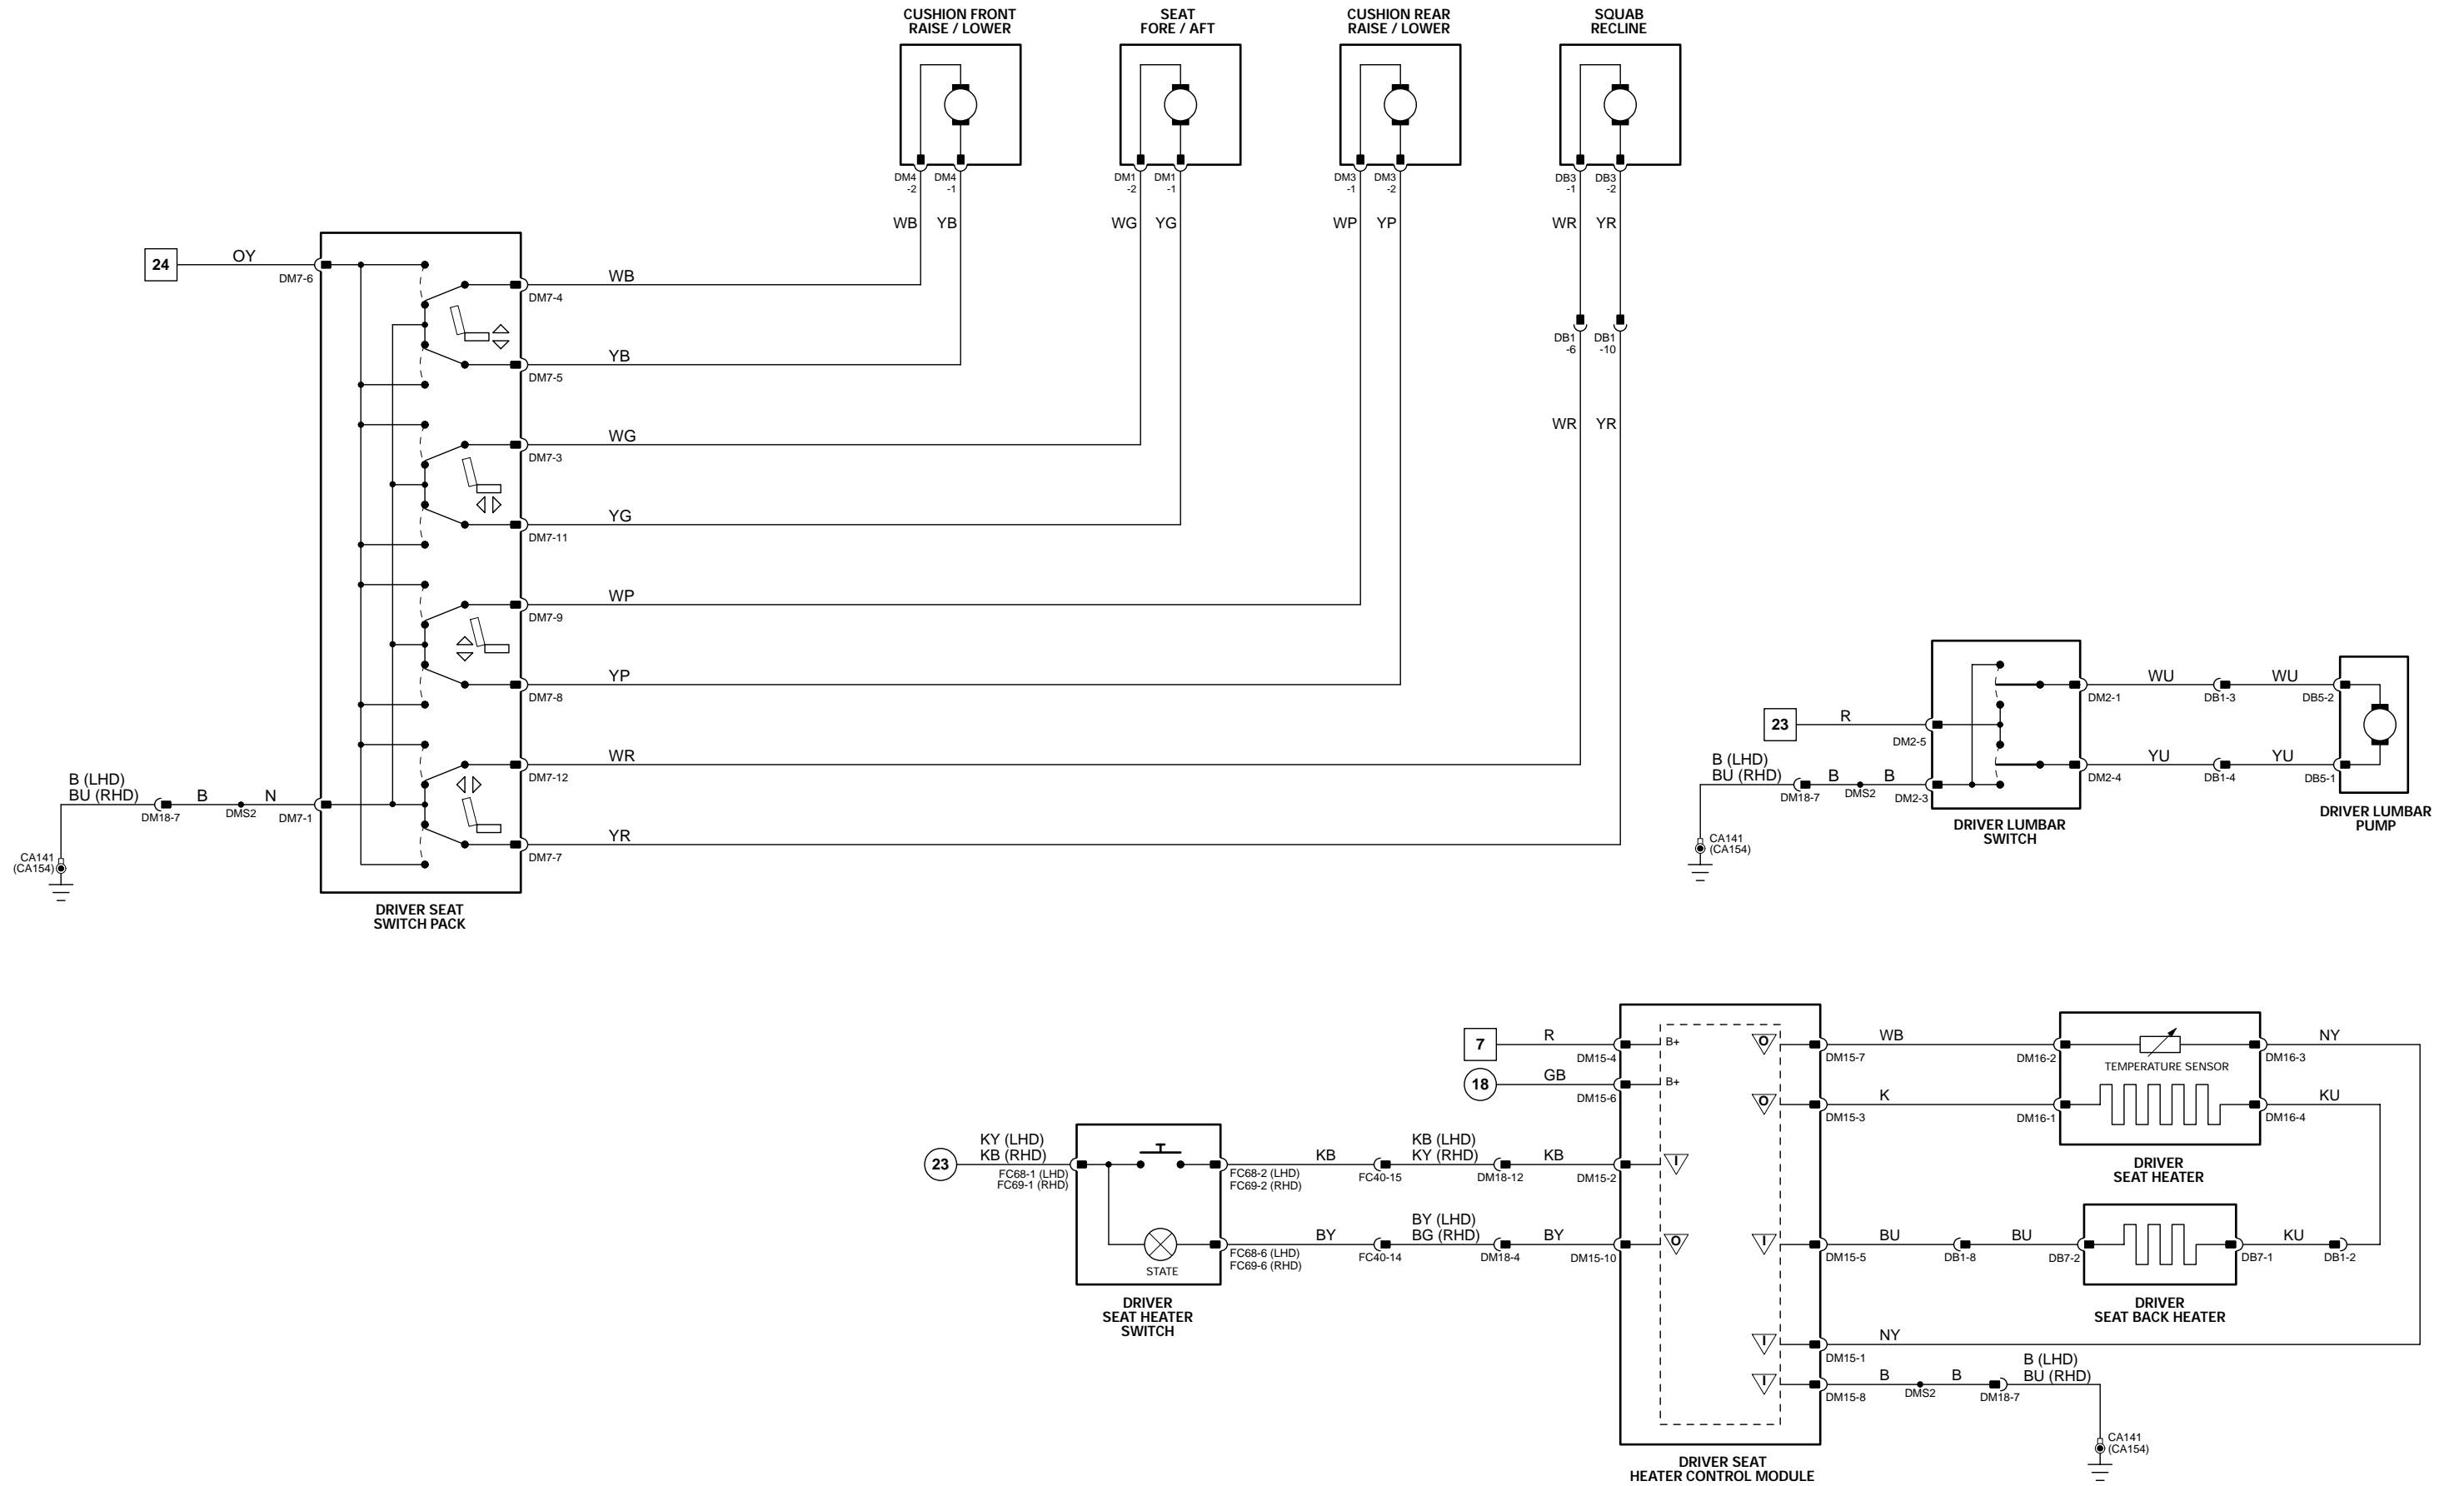 CUSHION FRONT
RAISE / LOWER
SEAT
FORE / AFT
CUSHION REAR
RAISE / LOWER
SQUAB
RECLINE
DM4
-2
DM4
-1
DM1
-2
DM1
-1
DM3
-1
DM3
-2
DB3
-1
DB3
-2
WB
YB
WG
YG
WP
YP
WR
YR
24
OY
DM7-6
WB
DM7-4
DB1
-6
DB1
-10
YB
DM7-5
WR
YR
WG
DM7-3
YG
DM7-11
WP
DM7-9
YP
DM7-8
WR
DM7-12
B (LHD)
BU (RHD)
DM18-7
B
DMS2
N
DM7-1
YR
DM7-7
CA141
(CA154)
DRIVER SEAT
SWITCH PACK
23
R
DM2-5
B (LHD)
BU (RHD)
DM18-7
B
DMS2
B
DM2-3
CA141
(CA154)
WU
DM2-1
DB1-3
WU
DB5-2
YU
DM2-4
DB1-4
YU
DB5-1
DRIVER LUMBAR
SWITCH
DRIVER LUMBAR
PUMP
7
R
DM15-4
B+
18
GB
DM15-6
B+
23
KY (LHD)
KB (RHD)
FC68-1 (LHD)
FC69-1 (RHD)
KB
FC68-2 (LHD)
FC69-2 (RHD)
FC40-15
KB (LHD)
KY (RHD)
DM18-12
KB
DM15-2
I
STATE
BY
FC68-6 (LHD)
FC69-6 (RHD)
FC40-14
BY (LHD)
BG (RHD)
DM18-4
BY
DM15-10
O
DRIVER
SEAT HEATER
SWITCH
O
DM15-7
WB
DM16-2
TEMPERATURE SENSOR
NY
DM16-3
O
DM15-3
K
DM16-1
KU
DM16-4
DRIVER
SEAT HEATER
I
DM15-5
BU
DB1-8
BU
DB7-2
DB7-1
KU
DB1-2
DRIVER
SEAT BACK HEATER
I
NY
DM15-1
I
B
DM15-8
DMS2
B
DM18-7
B (LHD)
BU (RHD)
CA141
(CA154)
DRIVER SEAT
HEATER CONTROL MODULE